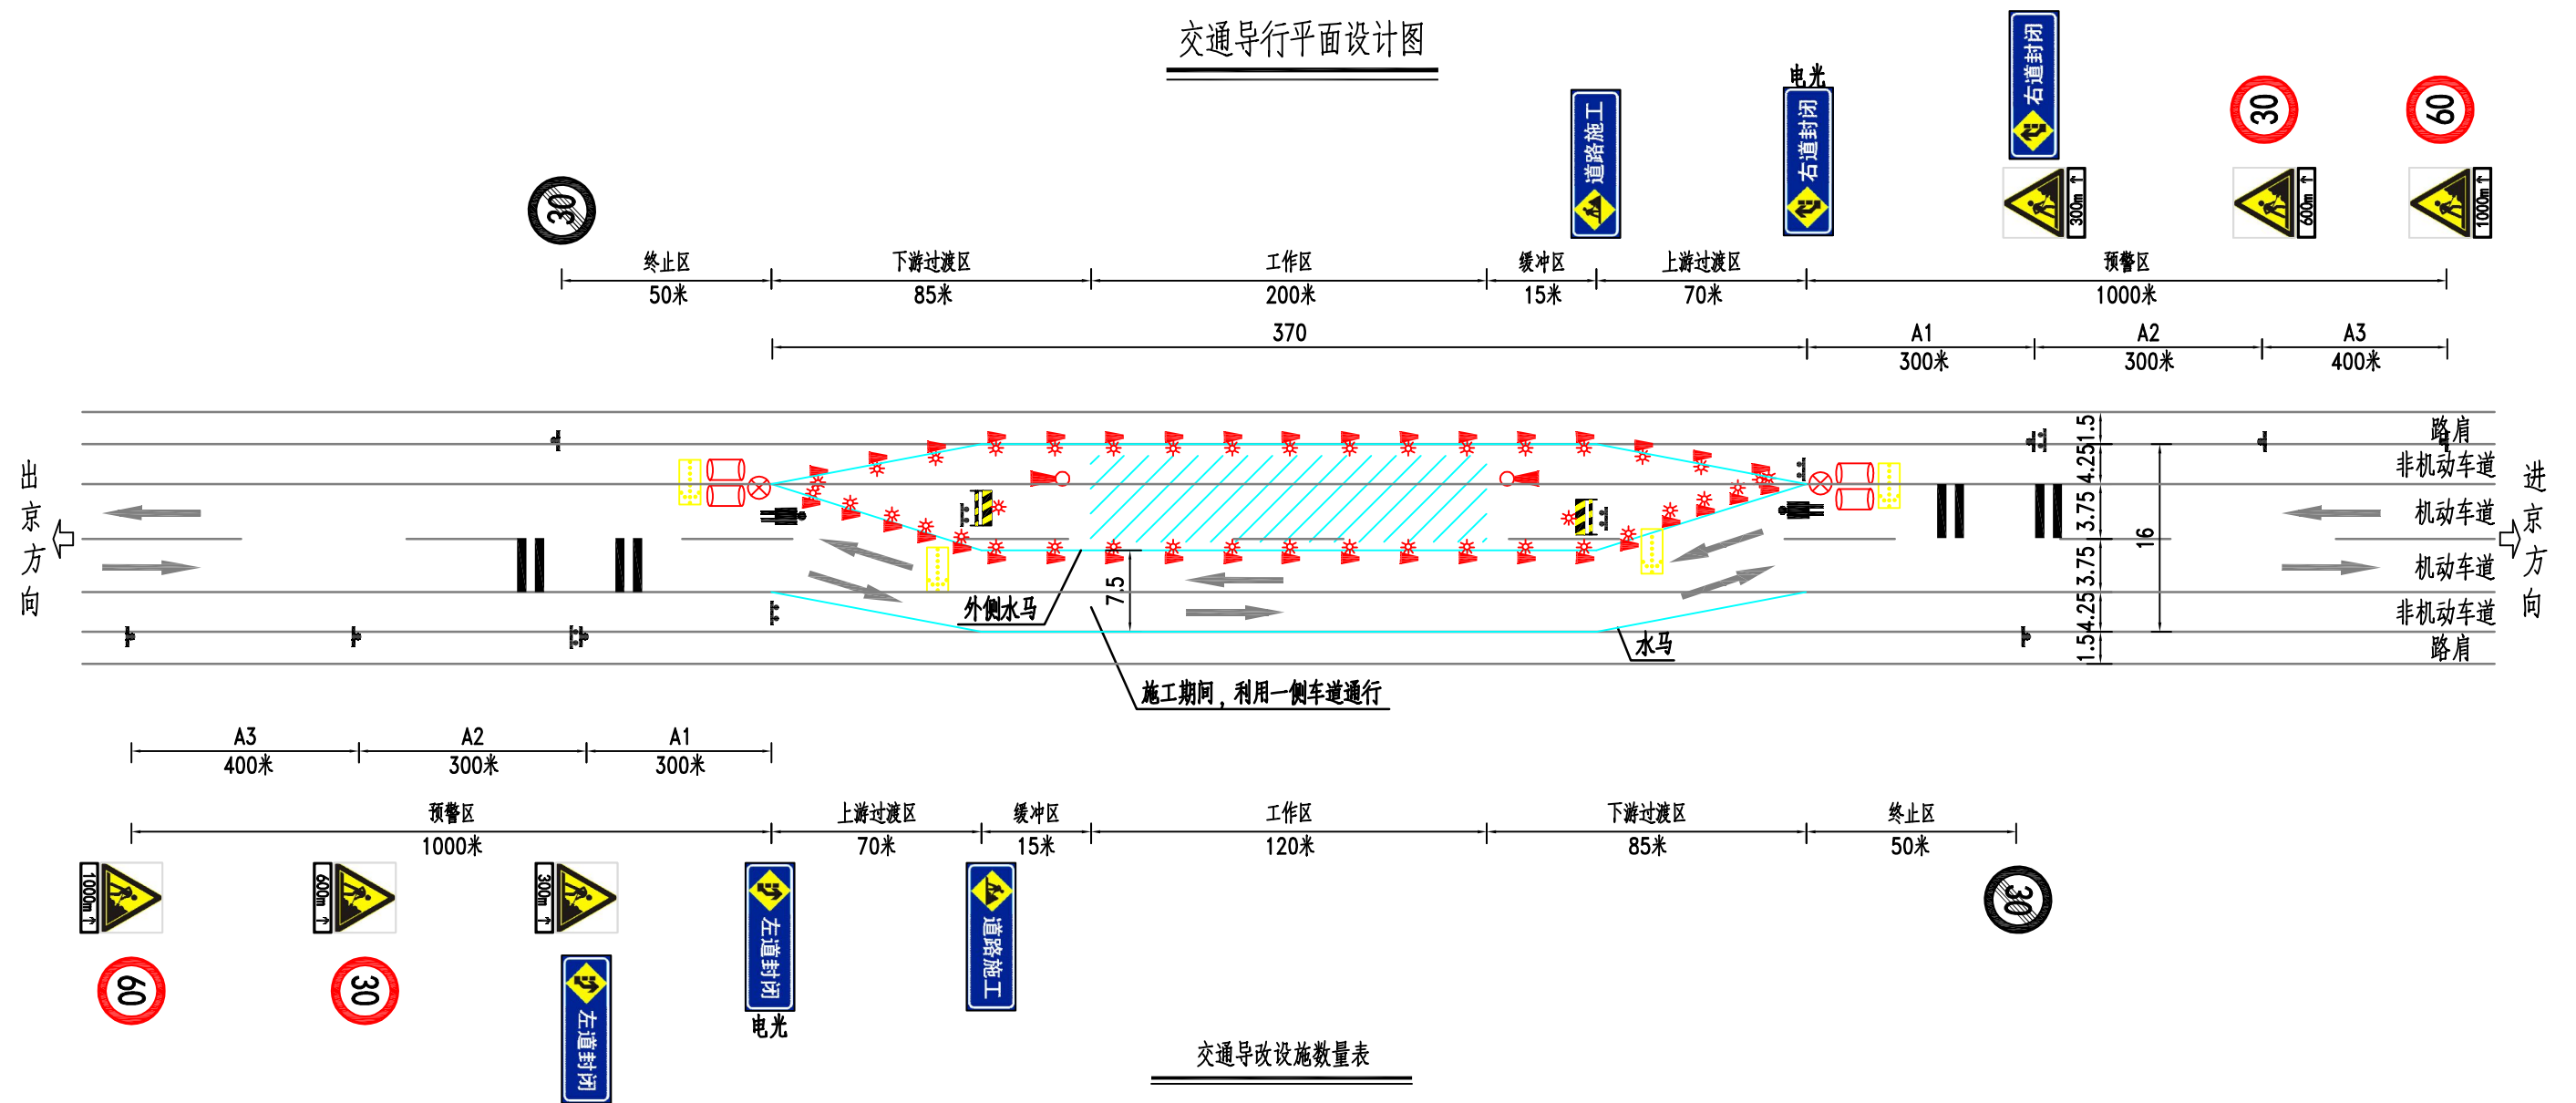 交通导行平面设计图
电光
右道封闭
30
60
道路施工
右道封闭
300m
600m
1000m
30
终止区
下游过渡区
工作区
缓冲区
上游过渡区
预警区
50米
85米
200米
15米
70米
1000米
370
A1
A2
A3
300米
300米
400米
出京方向
进京方向
1.5
4.25
3.75
3.75
4.25
1.5
16
7.5
路肩
非机动车道
机动车道
机动车道
非机动车道
路肩
外侧水马
水马
施工期间，利用一侧车道通行
A3
A2
A1
400米
300米
300米
预警区
上游过渡区
缓冲区
工作区
下游过渡区
终止区
1000米
70米
15米
120米
85米
50米
1000m
600m
300m
左道封闭
道路施工
30
60
30
左道封闭
电光
交通导改设施数量表